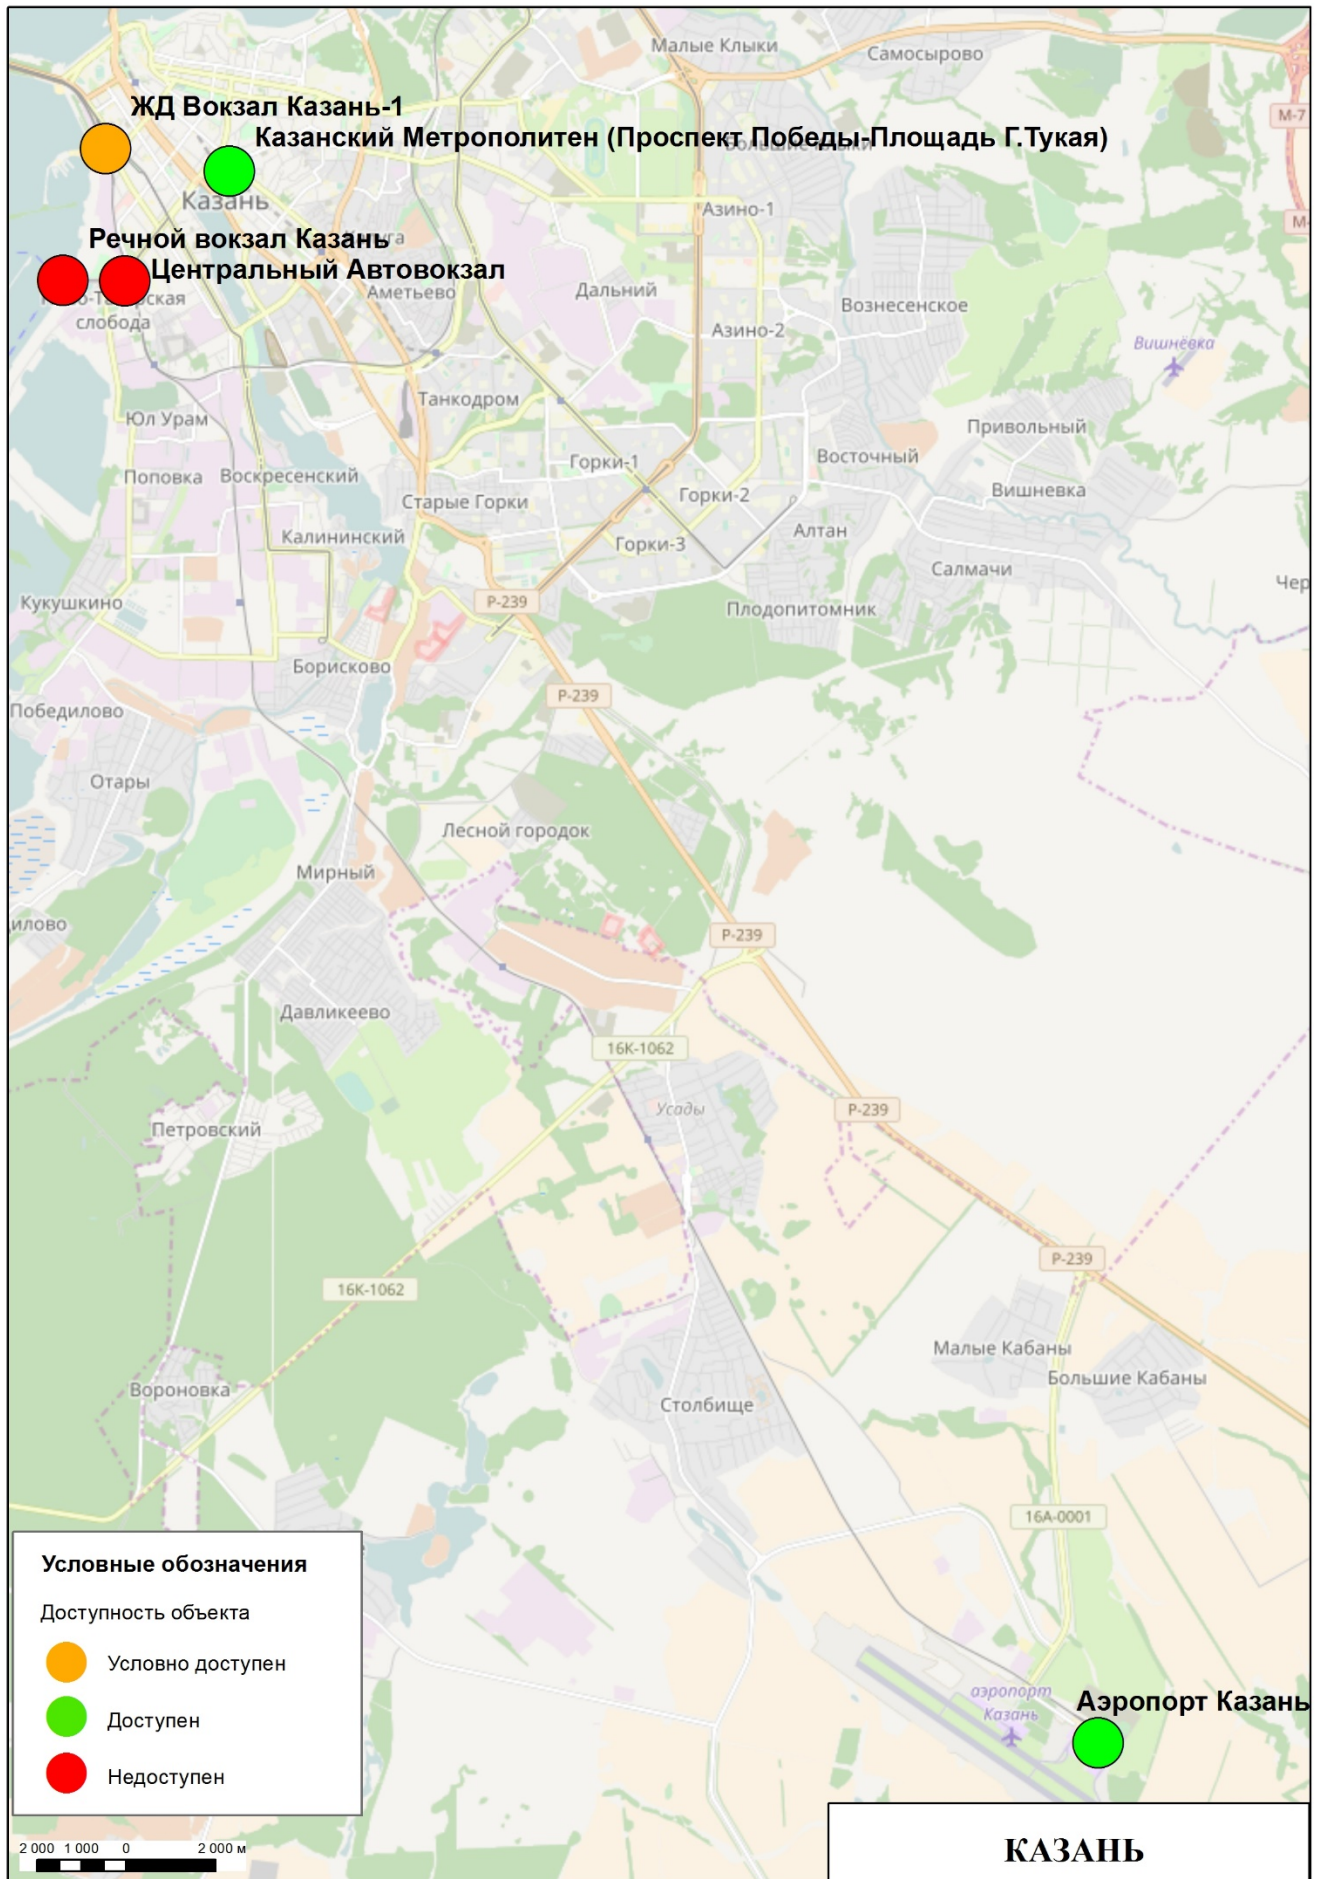 Малые Клыки
Самосырово
ЖД Вокзал Казань-1
М-7
Казанский Метрополитен (Проспект Победы-Площадь Г.Тукая)
Казань
Азино-1
Речной вокзал Казань
Центральный Автовокзал
Аметьево
Дальний
слобода
Вознесенское
Азино-2
Вишнёвка
Танкодром
Юл Урам
Привольный
Поповка
Воскресенский
Горки-1
Восточный
Старые Горки
Горки-2
Вишневка
Калининский
Горки-3
Алтан
Салмачи
Чер
Кукушкино
Р-239
Плодопитомник
Борисково
Р-239
Победилово
Отары
Лесной городок
Мирный
илово
Р-239
Давликеево
16К-1062
Усады
Р-239
Петровский
Р-239
16К-1062
Малые Кабаны
Большие Кабаны
Вороновка
Столбище
16А-0001
Условные обозначения
Доступность объекта
Условно доступен
Доступен
Недоступен
аэропорт
Казань
Аэропорт Казань
2 000 1 000 0 2 000 м
КАЗАНЬ